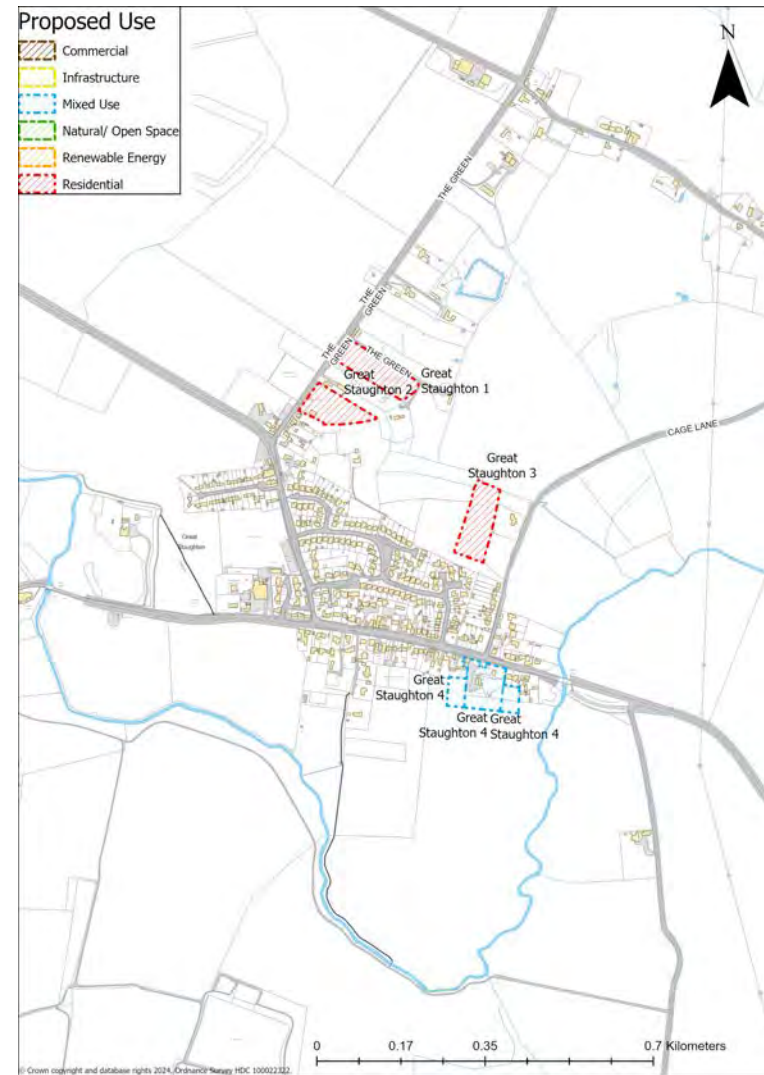 Proposed Use
Commercial
Infrastructure
Mixed Use
Natural/ Open Space
Renewable Energy
Residential
N
THE GREEN
THE
GREEN
THE
GREEN
THE GREEN
Great
Staughton 2
Great
Staughton 1
CAGE LANE
Great
Staughton 3
Great
Staughton
Great
Staughton 4
Great
Staughton 4
Great
Staughton 4
0
0.17
0.35
0.7 Kilometers
© Crown copyright and database rights 2024, Ordnance Survey HDC 100022322.